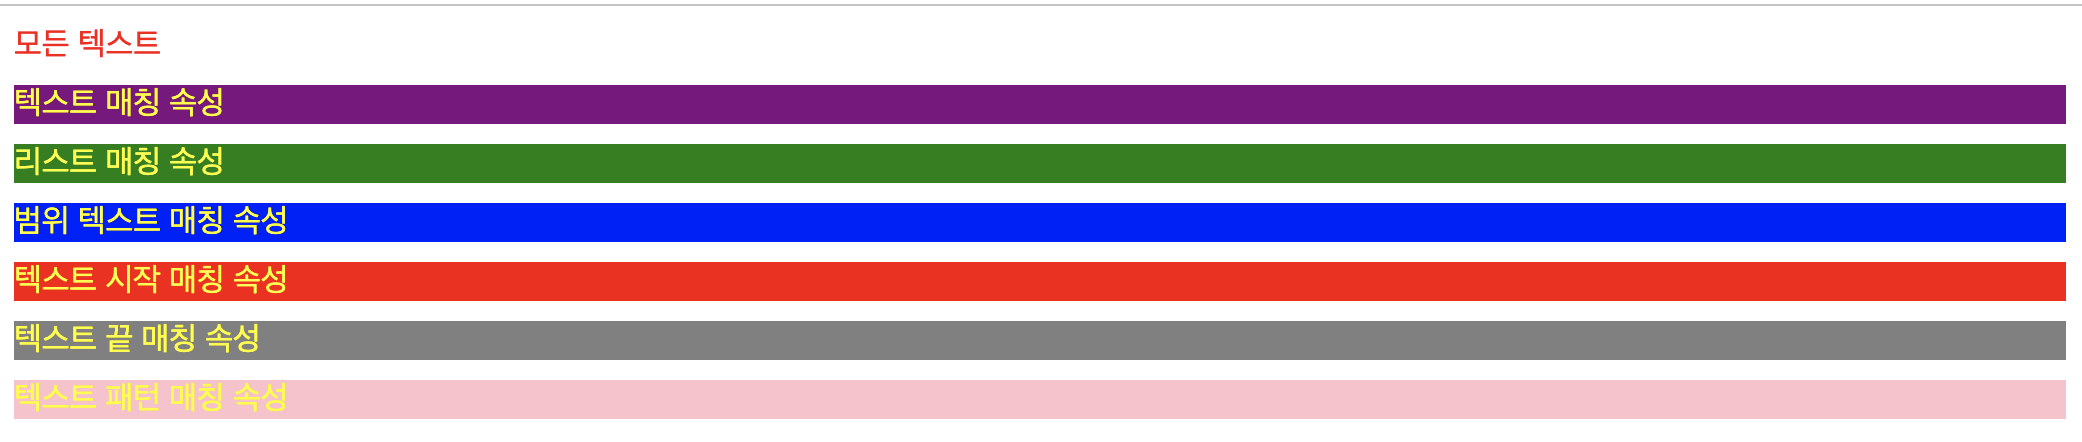 모든 텍스트
텍스트 매칭 속성
리스트 매칭 속성
범위 텍스트 매칭 속성
텍스트 시작 매칭 속성
텍스트 끝 매칭 속성
텍스트 패턴 매칭 속성